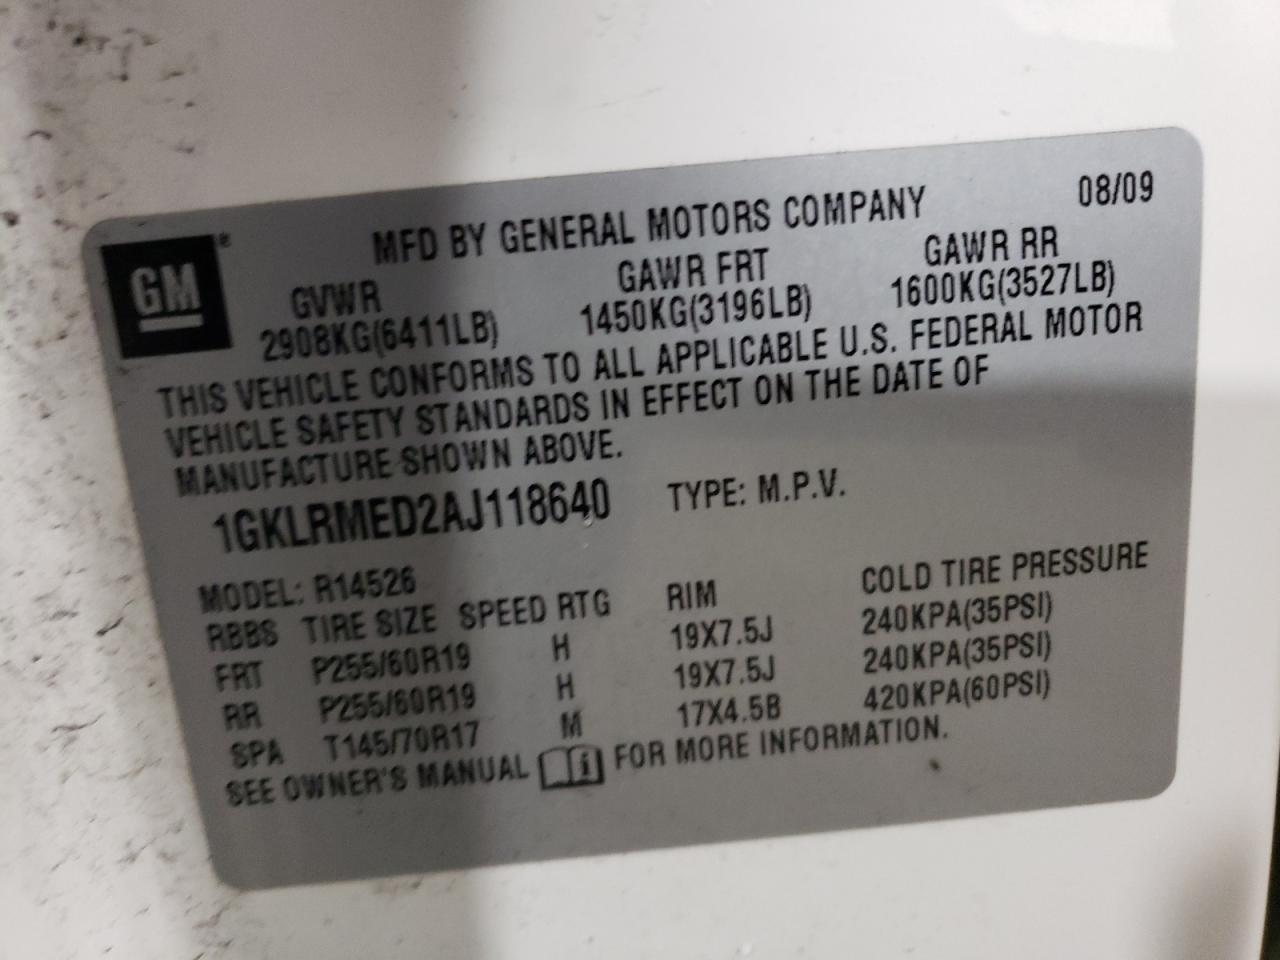 MFD BY GENERAL MOTORS COMPANY 08/09
GM®
GVWR GAWR FRT GAWR RR
2908KG(6411LB) 1450KG(3196LB) 1600KG(3527LB)
THIS VEHICLE CONFORMS TO ALL APPLICABLE U.S. FEDERAL MOTOR
VEHICLE SAFETY STANDARDS IN EFFECT ON THE DATE OF
MANUFACTURE SHOWN ABOVE.
1GKLRMED2AJ118640 TYPE: M.P.V.
MODEL: R14526
RBBS TIRE SIZE SPEED RTG RIM COLD TIRE PRESSURE
FRT P255/60R19 H 19X7.5J 240KPA(35PSI)
RR P255/60R19 H 19X7.5J 240KPA(35PSI)
SPA T145/70R17 M 17X4.5B 420KPA(60PSI)
SEE OWNER'S MANUAL i FOR MORE INFORMATION.